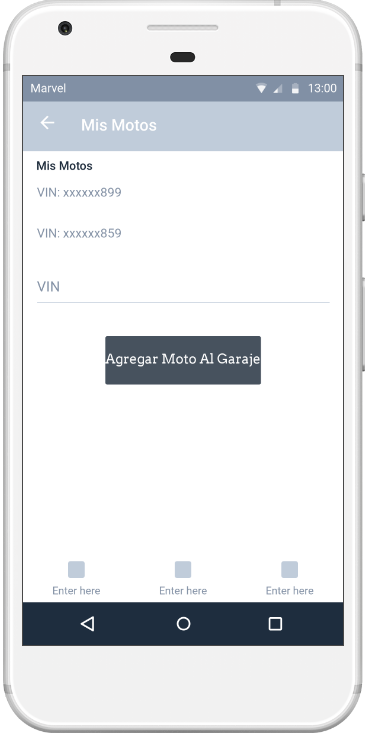 Marvel 13:00
Mis Motos
Mis Motos
VIN: xxxxxx899
VIN: xxxxxx859
VIN
Agregar Moto Al Garaje
Enter here Enter here Enter here